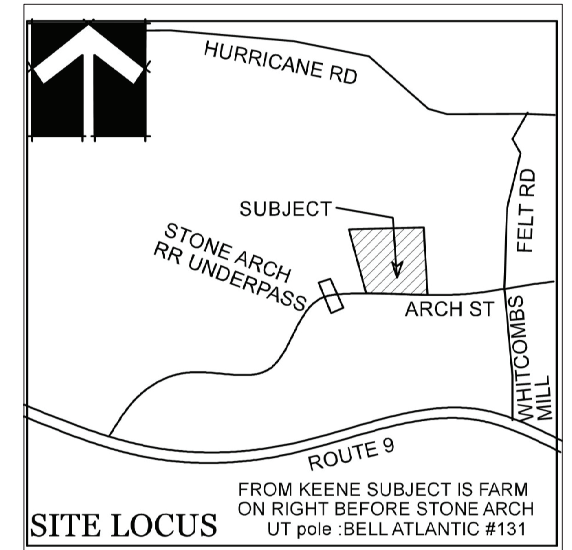 HURRICANE RD
FELT RD
SUBJECT
STONE ARCH
RR UNDERPASS
ARCH ST
WHITCOMBS
MILL
ROUTE 9
FROM KEENE SUBJECT IS FARM
ON RIGHT BEFORE STONE ARCH
UT pole :BELL ATLANTIC #131
SITE LOCUS